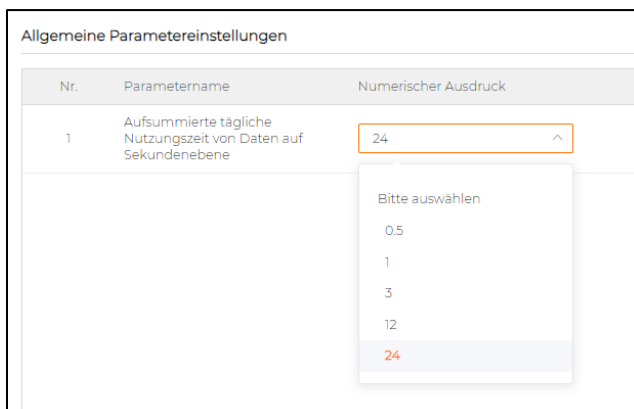 Allgemeine Parametereinstellungen
Nr. Parametername Numerischer Ausdruck
1 Aufsummierte tägliche Nutzungszeit von Daten auf Sekundenebene 24
Bitte auswählen
0.5
1
3
12
24